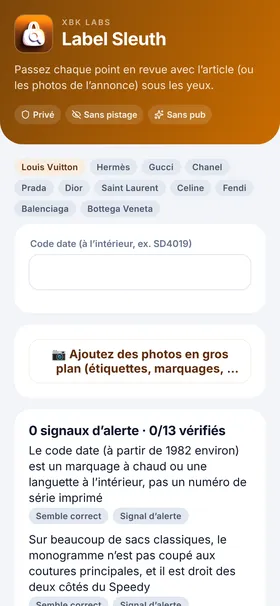 XBK LABS
Label Sleuth
Passez chaque point en revue avec l’article (ou
les photos de l’annonce) sous les yeux.
Privé
Sans pistage
Sans pub
Louis Vuitton
Hermès
Gucci
Chanel
Prada
Dior
Saint Laurent
Celine
Fendi
Balenciaga
Bottega Veneta
Code date (à l’intérieur, ex. SD4019)
📷 Ajoutez des photos en gros
plan (étiquettes, marquages, ...
0 signaux d’alerte · 0/13 vérifiés
Le code date (à partir de 1982 environ)
est un marquage à chaud ou une
languette à l’intérieur, pas un numéro de
série imprimé
Semble correct
Signal d’alerte
Sur beaucoup de sacs classiques, le
monogramme n’est pas coupé aux
coutures principales, et il est droit des
deux côtés du Speedy
Semble correct
Signal d’alerte